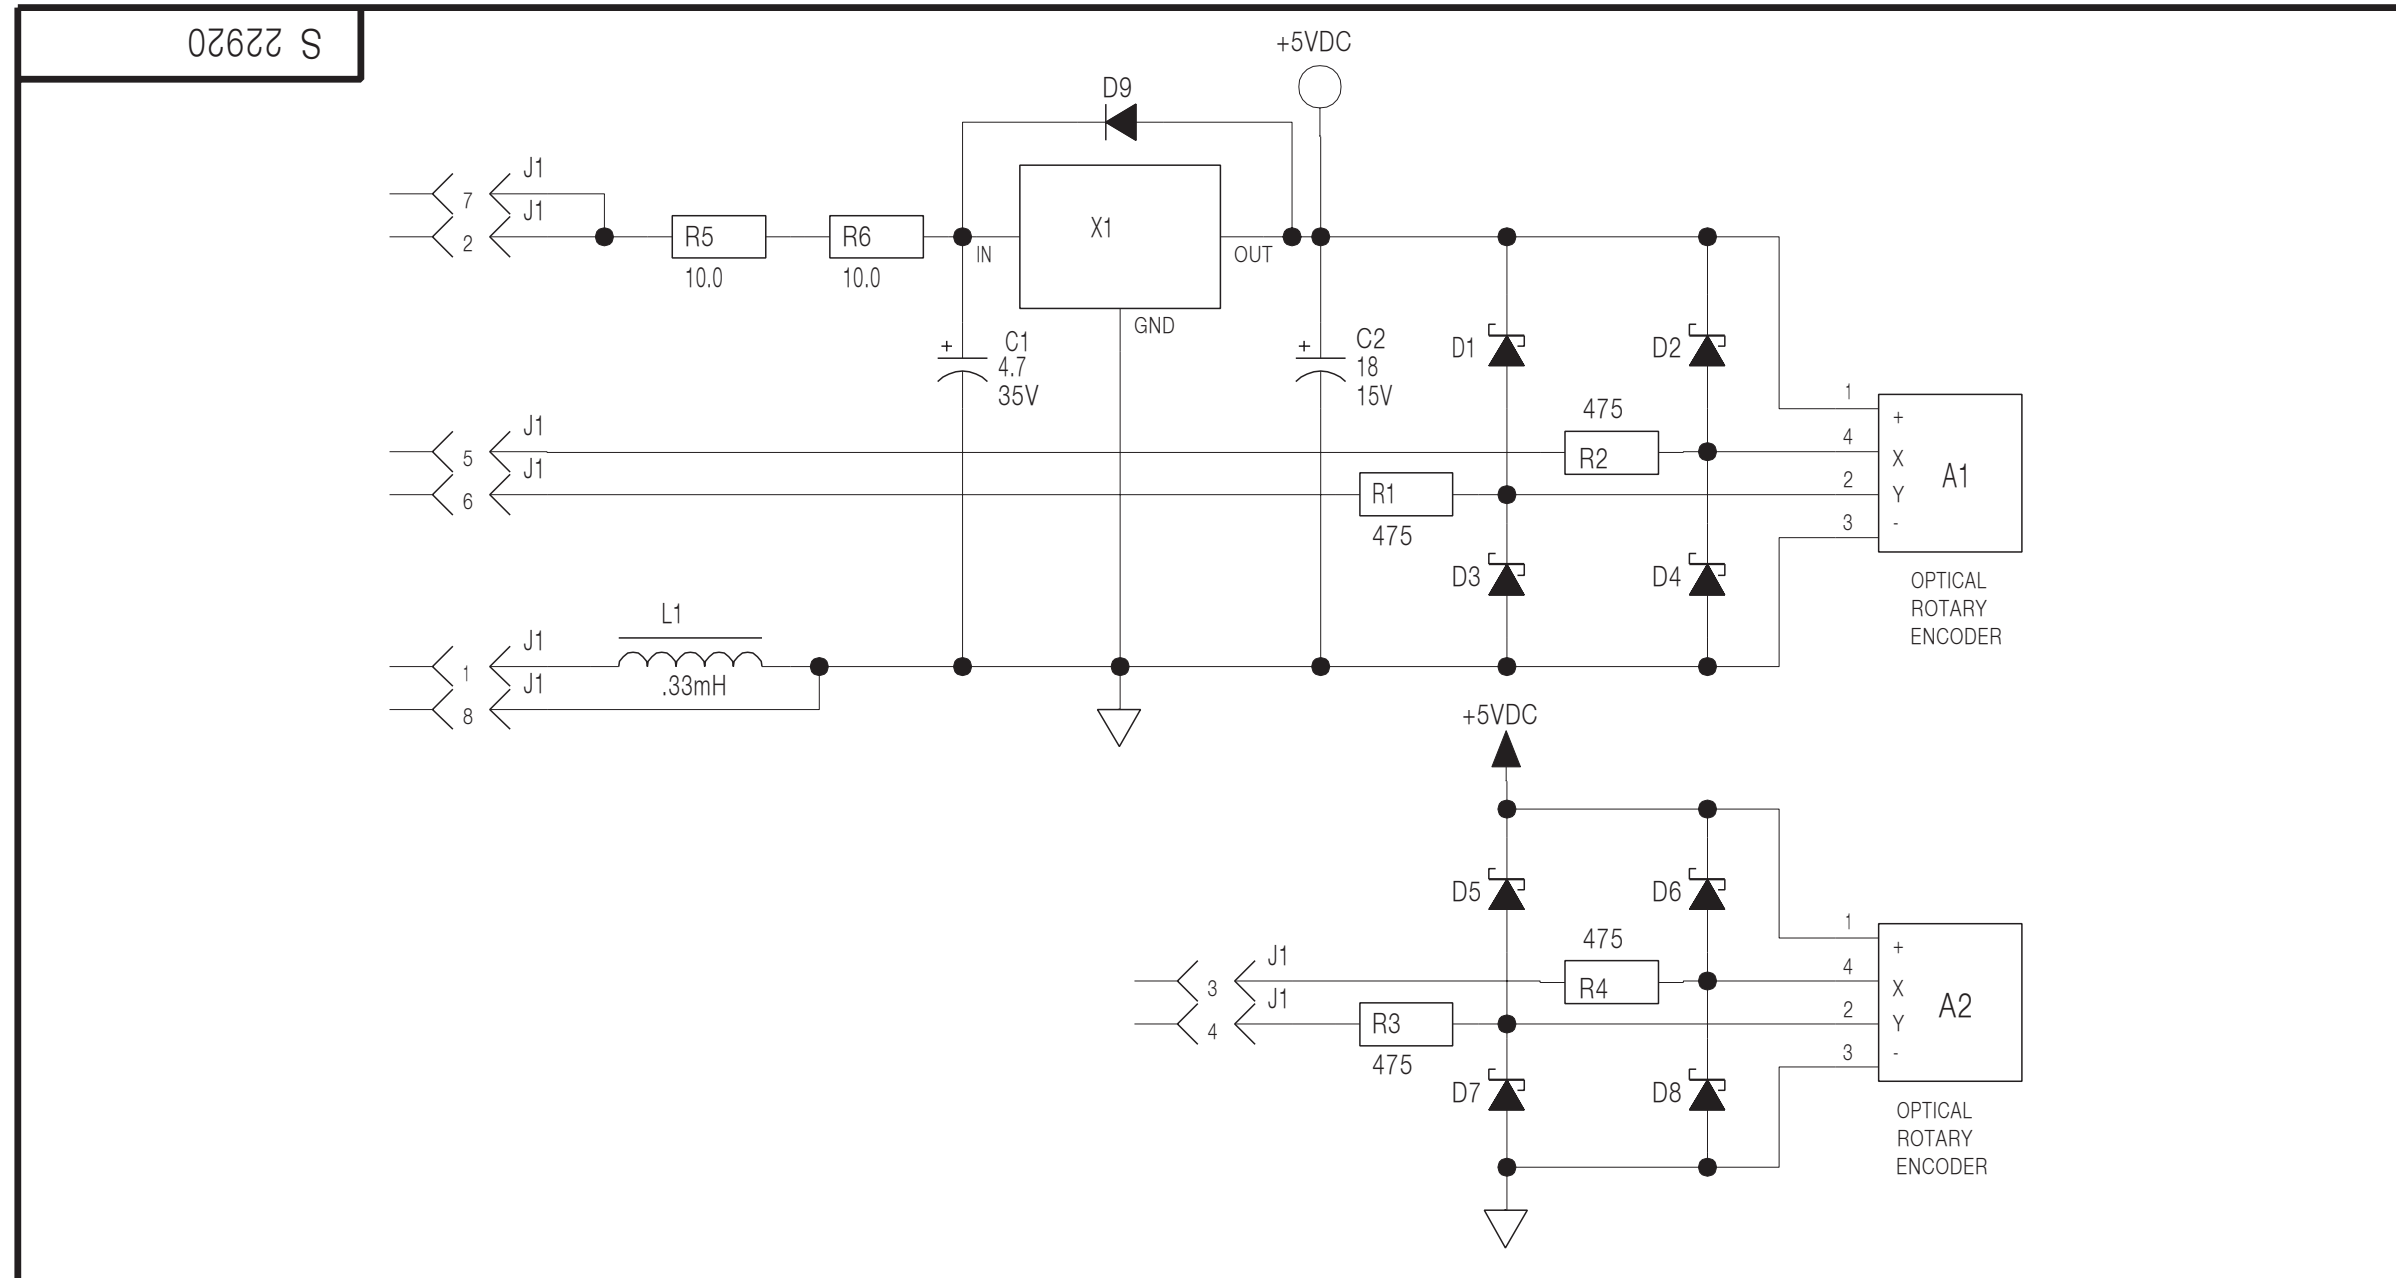 S 22920
+5VDC
D9
J1
7
J1
2
R5
10.0
R6
10.0
IN
X1
OUT
GND
+
C1
4.7
35V
+
C2
18
15V
D1
D2
J1
5
J1
6
475
R2
R1
475
1
4
2
3
+
X
Y
-
A1
D3
D4
OPTICAL
ROTARY
ENCODER
L1
.33mH
J1
1
J1
8
+5VDC
D5
D6
J1
3
J1
4
475
R4
R3
475
1
4
2
3
+
X
Y
-
A2
D7
D8
OPTICAL
ROTARY
ENCODER